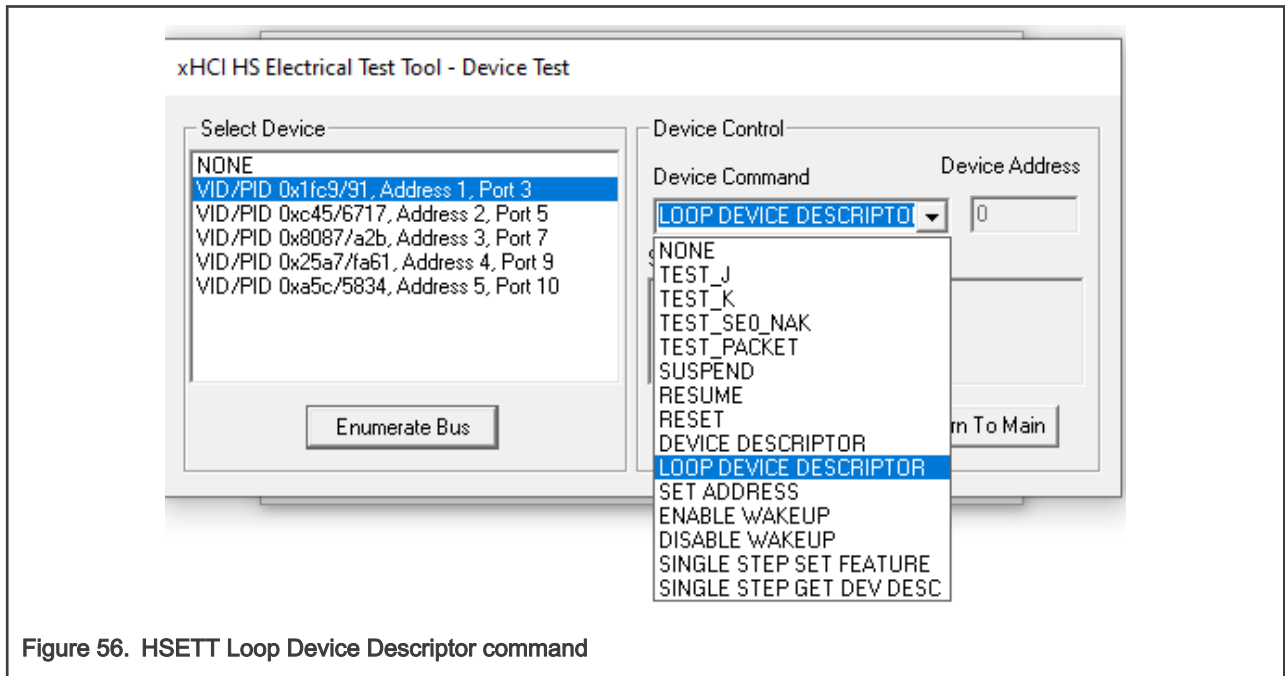 xHCI HS Electrical Test Tool - Device Test
Select Device
NONE
VID/PID 0x1fc9/91, Address 1, Port 3
VID/PID 0xc45/6717, Address 2, Port 5
VID/PID 0x8087/a2b, Address 3, Port 7
VID/PID 0x25a7/fa61, Address 4, Port 9
VID/PID 0xa5c/5834, Address 5, Port 10
Enumerate Bus
Device Control
Device Command
Device Address
LOOP DEVICE DESCRIPTO
0
NONE
TEST_J
TEST_K
TEST_SE0_NAK
TEST_PACKET
SUSPEND
RESUME
RESET
DEVICE DESCRIPTOR
LOOP DEVICE DESCRIPTOR
SET ADDRESS
ENABLE WAKEUP
DISABLE WAKEUP
SINGLE STEP SET FEATURE
SINGLE STEP GET DEV DESC
rn To Main
Figure 56. HSETT Loop Device Descriptor command